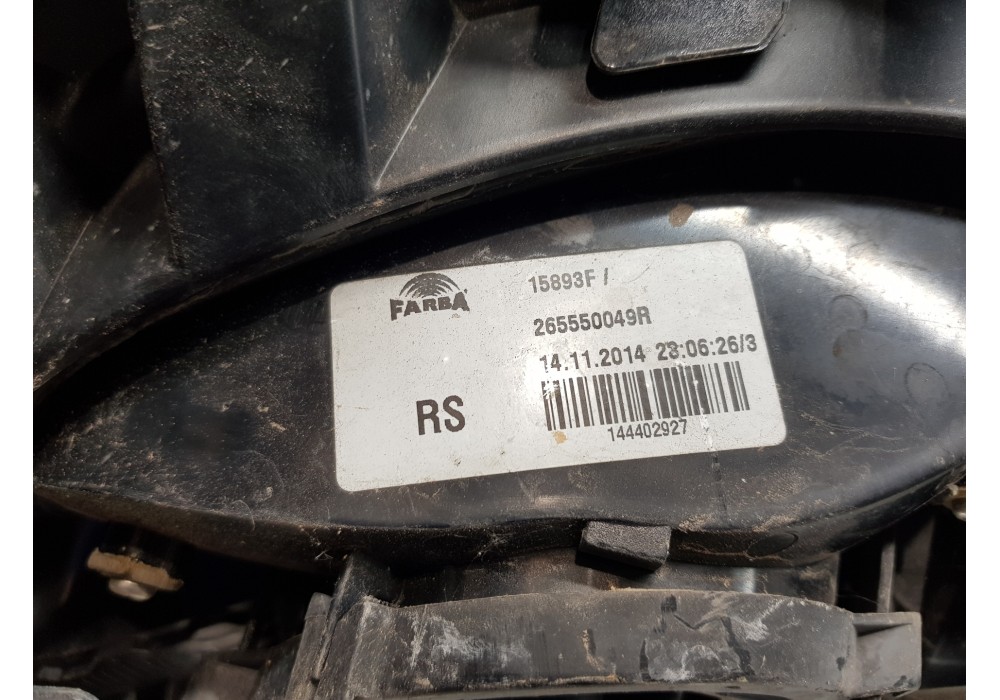 FARBA
15893F /
265550049R
14.11.2014 23:06:26/3
RS
144402927